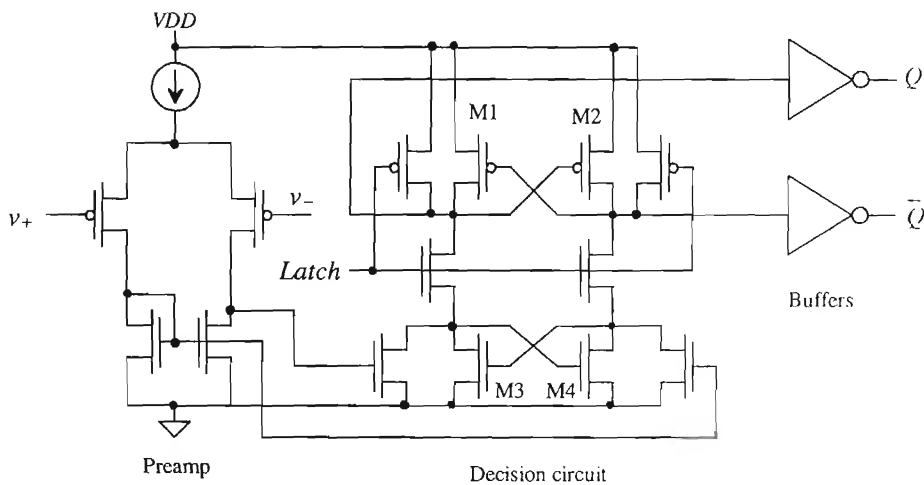 VDD
Q
M1
M2
v+
v−
Q̄
Latch
Buffers
M3
M4
Preamp
Decision circuit